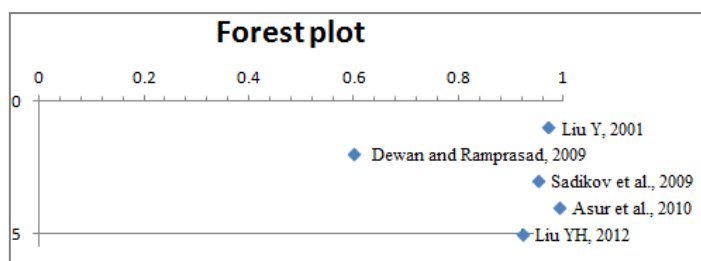 Forest plot
0 0.2 0.4 0.6 0.8 1
0
Liu Y, 2001
Dewan and Ramprasad, 2009
Sadikov et al., 2009
Asur et al., 2010
5
Liu YH, 2012